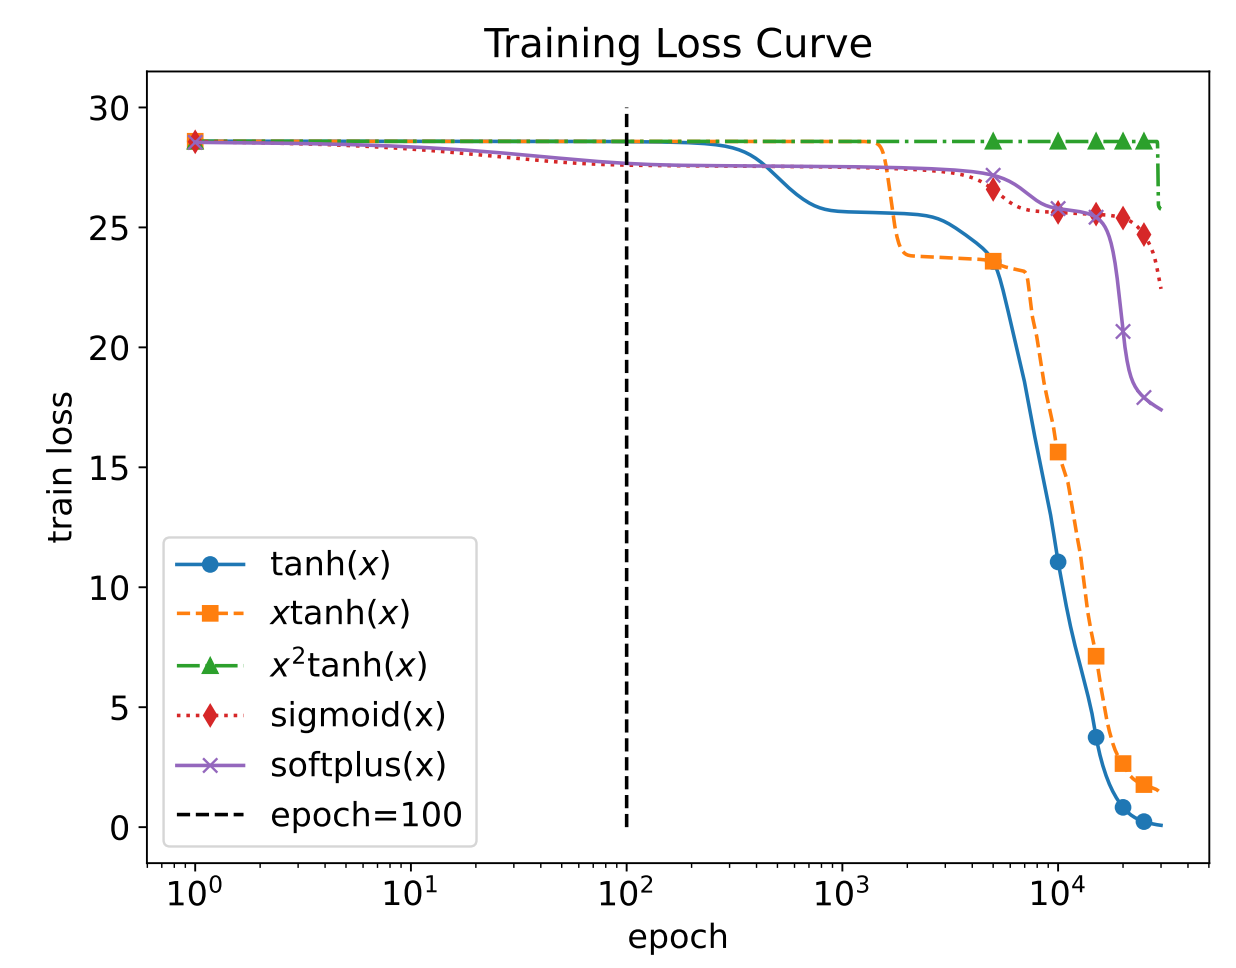 Training Loss Curve
30
25
20
15
10
5
0
train loss
tanh(x)
xtanh(x)
x²tanh(x)
sigmoid(x)
softplus(x)
epoch=100
10⁰ 10¹ 10² 10³ 10⁴
epoch